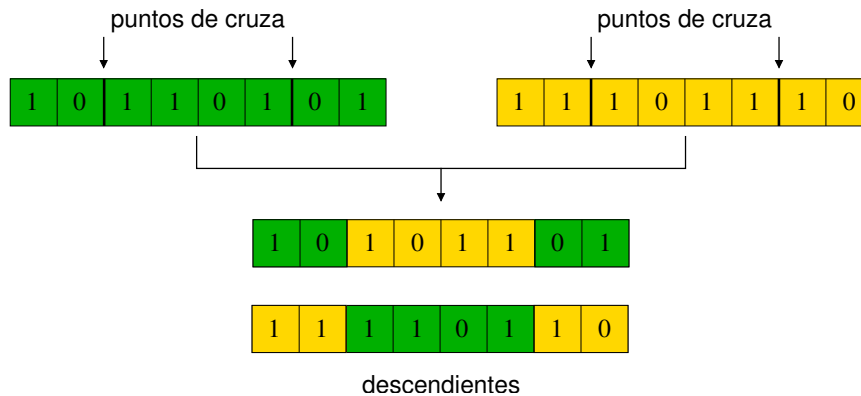 puntos de cruza puntos de cruza
1 0 1 1 0 1 0 1 1 1 1 0 1 1 1 0
1 0 1 0 1 1 0 1
1 1 1 1 0 1 1 0
descendientes